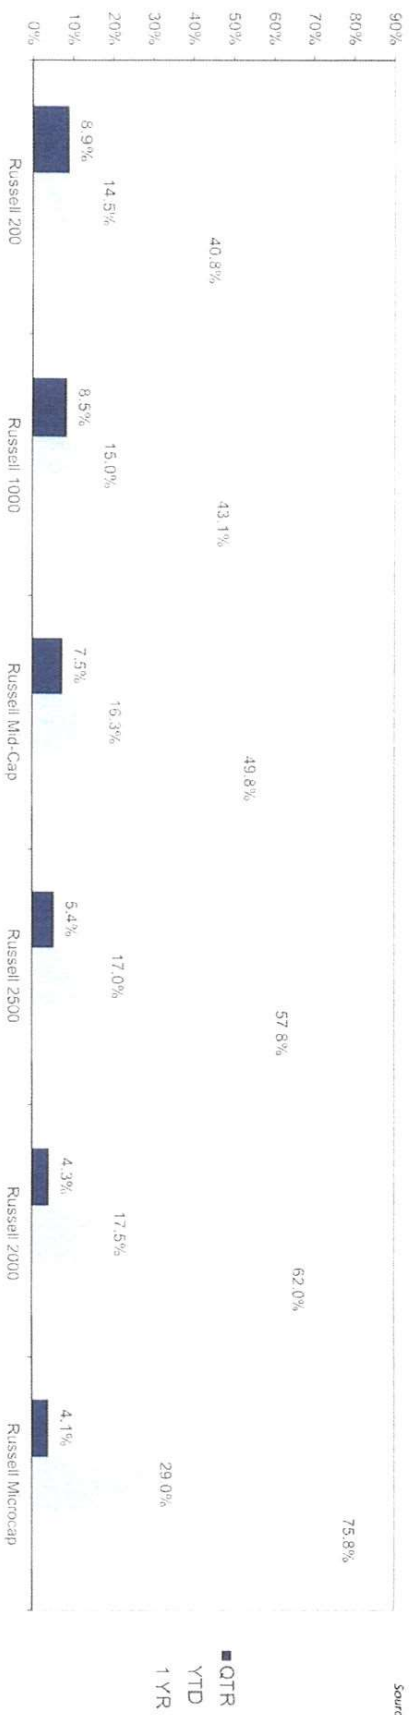 Sourc
90%
80%
70%
60%
50%
40%
30%
20%
10%
0%
8.9%
14.5%
40.8%
8.5%
15.0%
43.1%
7.5%
16.3%
49.8%
5.4%
17.0%
57.8%
4.3%
17.5%
62.0%
4.1%
29.0%
75.8%
Russell 200
Russell 1000
Russell Mid-Cap
Russell 2500
Russell 2000
Russell Microcap
QTR
YTD
1 YR